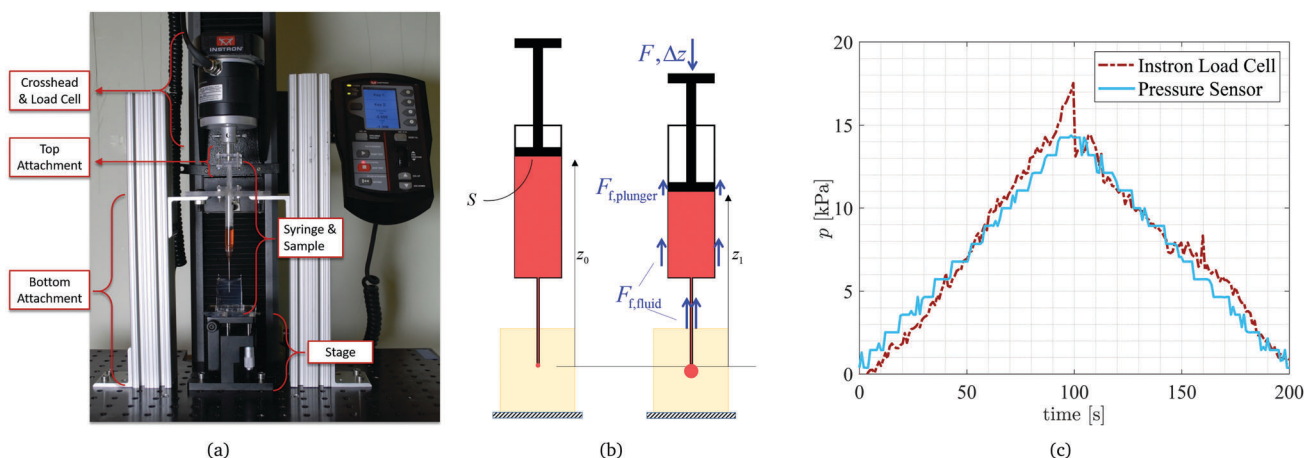 INSTRON
Crosshead
& Load Cell
Top
Attachment
Syringe &
Sample
Bottom
Attachment
Stage
(a)
F, Δz
S
F_f,plunger
z_0
z_1
F_f,fluid
(b)
20
15
10
5
0
p [kPa]
Instron Load Cell
Pressure Sensor
0 50 100 150 200
time [s]
(c)